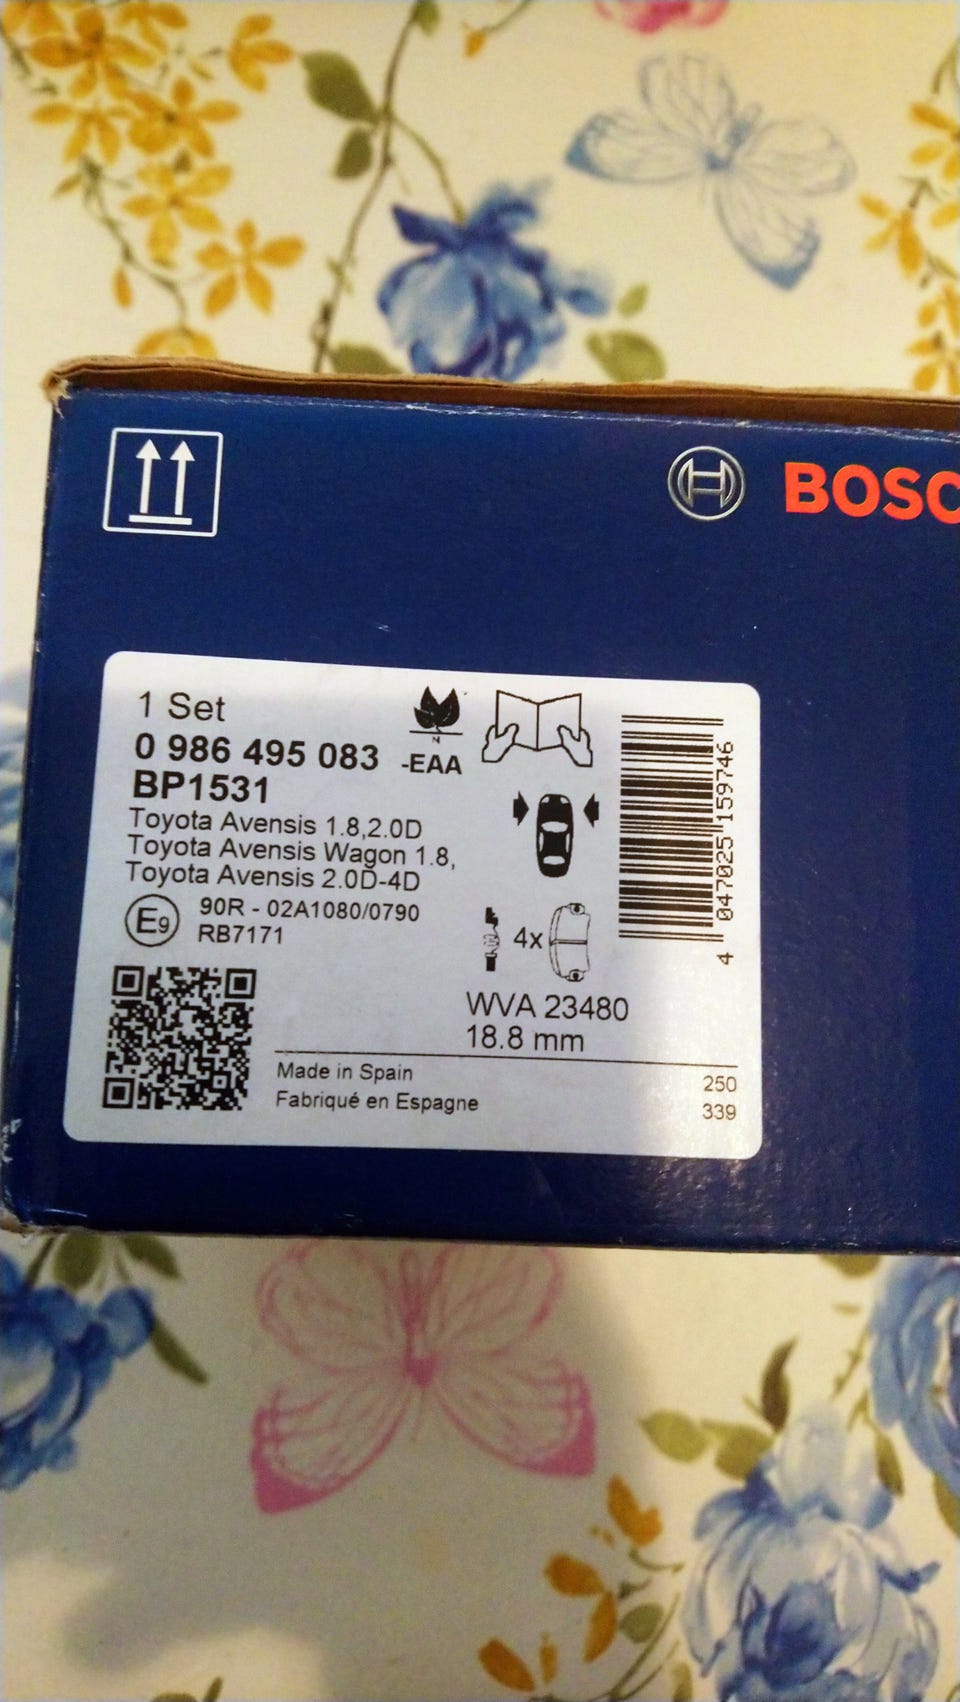 BOSC
1 Set
0 986 495 083 -EAA
BP1531
Toyota Avensis 1.8,2.0D
Toyota Avensis Wagon 1.8,
Toyota Avensis 2.0D-4D
E9 90R - 02A1080/0790
RB7171
N
4x
WVA 23480
18.8 mm
4 047025 159746
Made in Spain
Fabriqué en Espagne
250
339